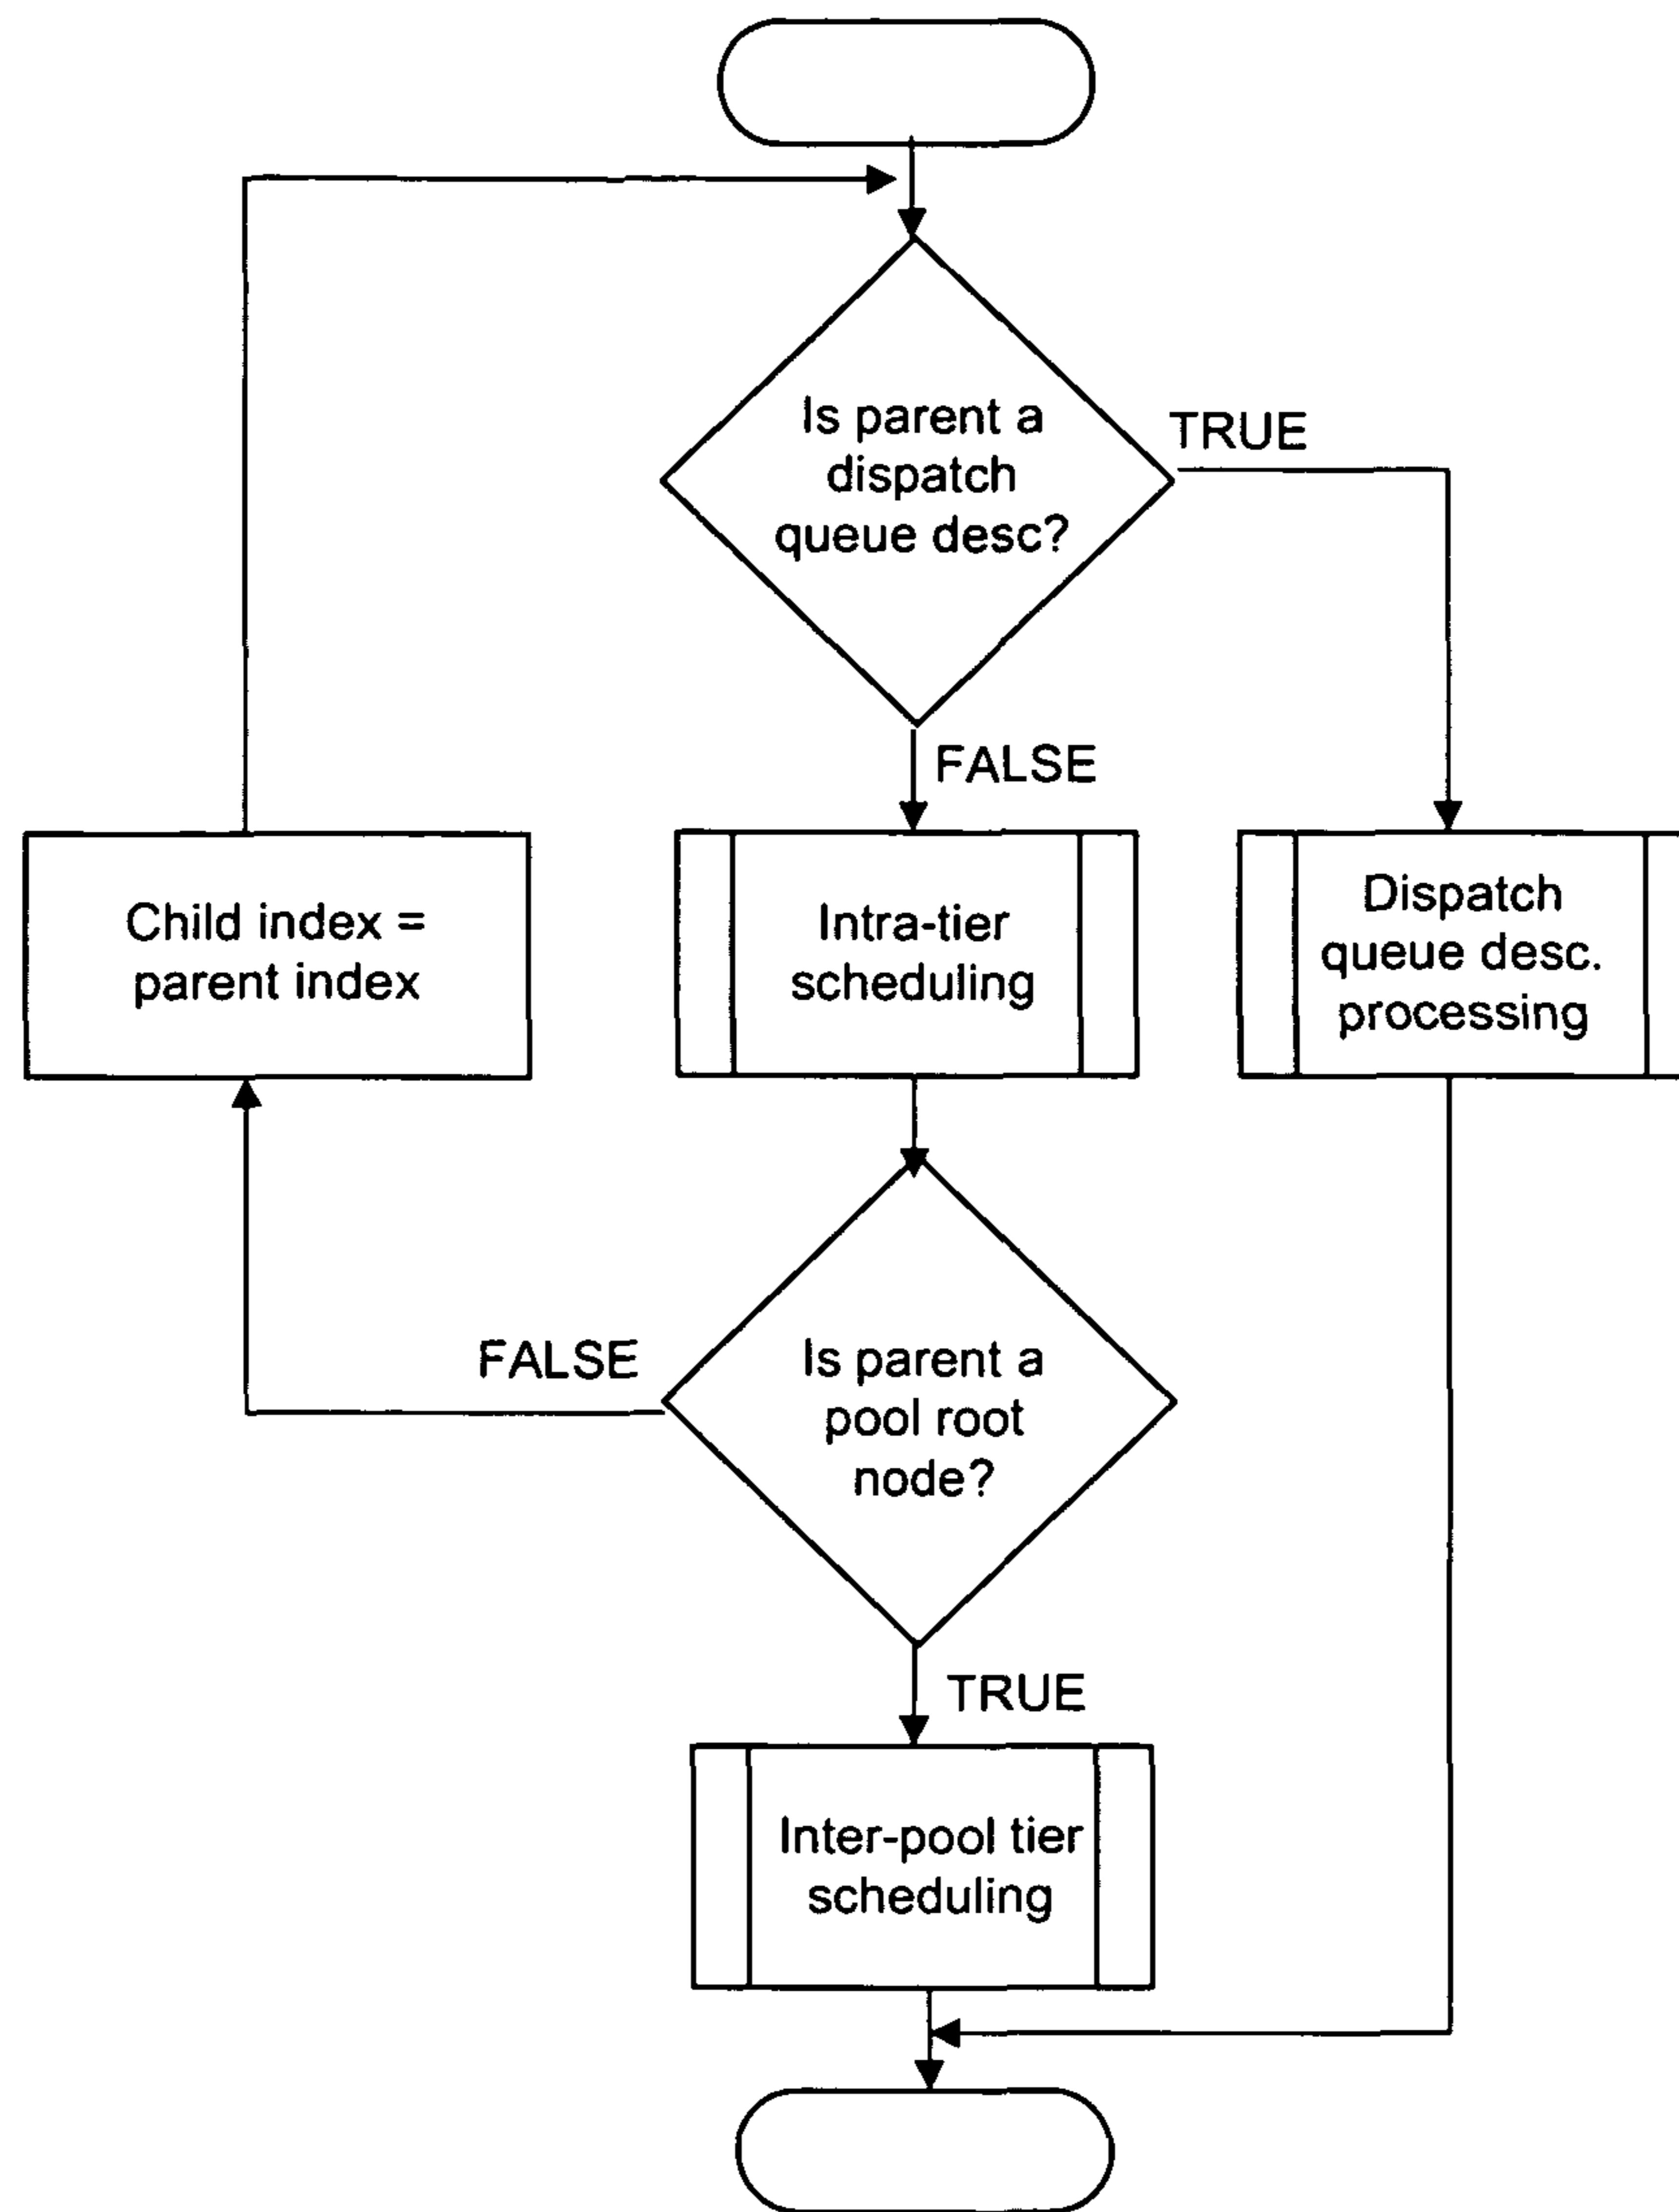 Is parent a
dispatch
queue desc?
TRUE
FALSE
Child index =
parent index
Intra-tier
scheduling
Dispatch
queue desc.
processing
FALSE
Is parent a
pool root
node?
TRUE
Inter-pool tier
scheduling